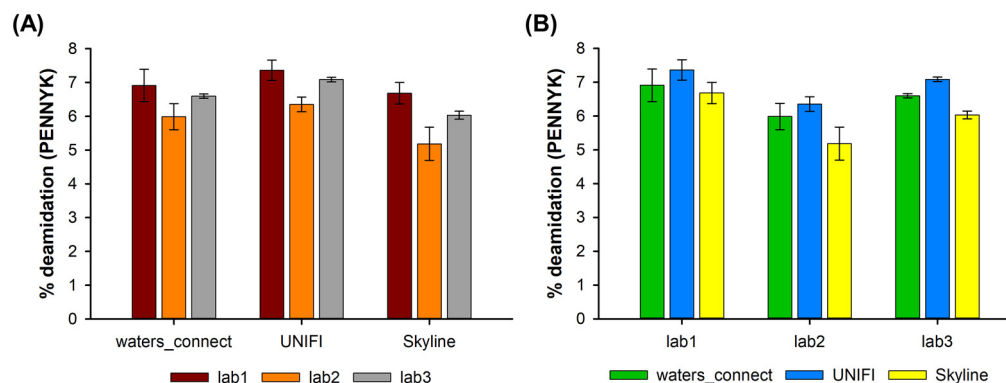 (A)
% deamidation (PENNYK)
8
7
6
5
4
3
2
1
0
waters_connect UNIFI Skyline
lab1 lab2 lab3
(B)
% deamidation (PENNYK)
8
7
6
5
4
3
2
1
0
lab1 lab2 lab3
waters_connect UNIFI Skyline